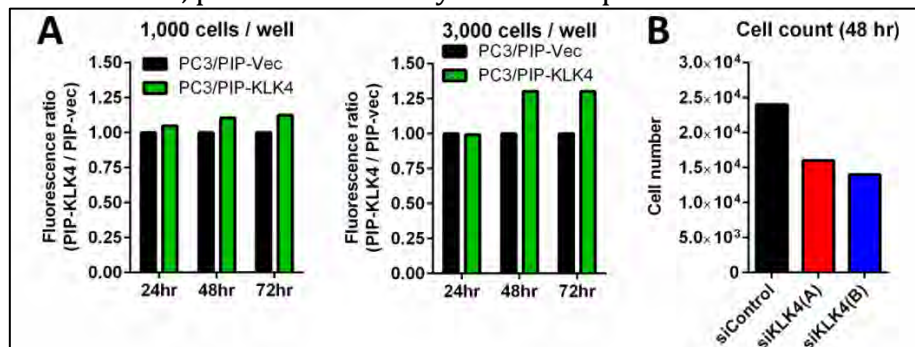 A
1,000 cells / well
PC3/PIP-Vec
PC3/PIP-KLK4
Fluorescence ratio
(PIP-KLK4 / PIP-vec)
1.50
1.25
1.00
0.75
0.50
0.25
0.00
24hr 48hr 72hr
3,000 cells / well
PC3/PIP-Vec
PC3/PIP-KLK4
Fluorescence ratio
(PIP-KLK4 / PIP-vec)
1.50
1.25
1.00
0.75
0.50
0.25
0.00
24hr 48hr 72hr
B
Cell count (48 hr)
Cell number
3.0×10⁴
2.5×10⁴
2.0×10⁴
1.5×10⁴
1.0×10⁴
5.0×10³
0
siControl
siKLK4(A)
siKLK4(B)